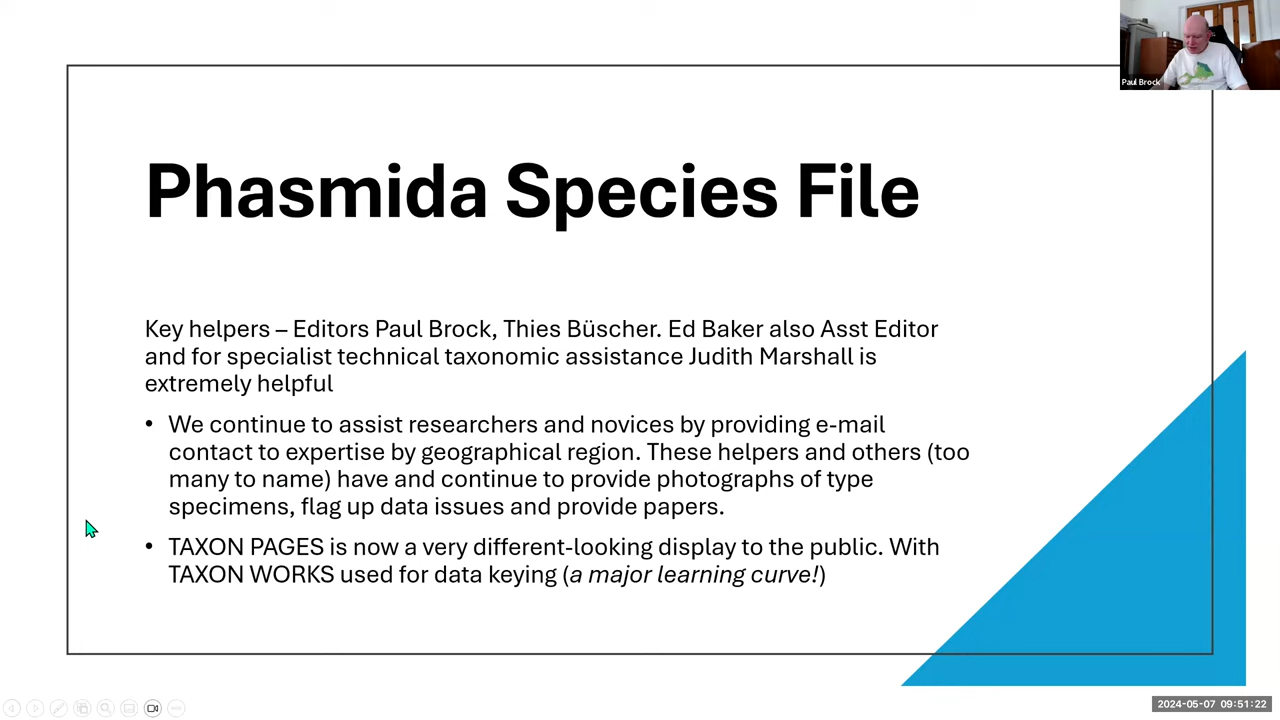 Paul Brock
Phasmida Species File
Key helpers – Editors Paul Brock, Thies Büscher. Ed Baker also Asst Editor
and for specialist technical taxonomic assistance Judith Marshall is
extremely helpful
• We continue to assist researchers and novices by providing e-mail
contact to expertise by geographical region. These helpers and others (too
many to name) have and continue to provide photographs of type
specimens, flag up data issues and provide papers.
• TAXON PAGES is now a very different-looking display to the public. With
TAXON WORKS used for data keying (a major learning curve!)
2024-05-07 09:51:22